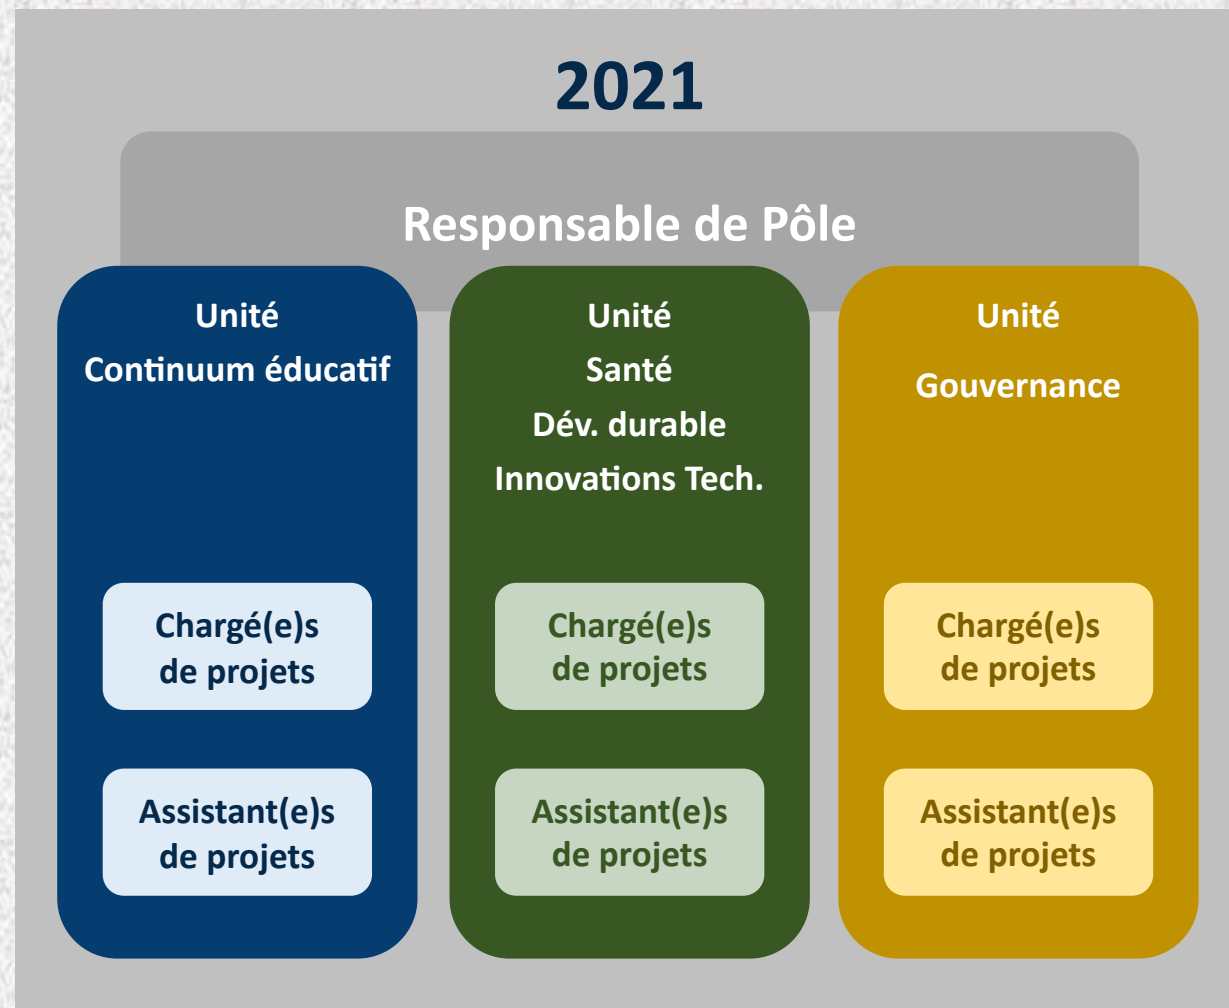 2021
Responsable de Pôle
Unité
Continuum éducatif
Chargé(e)s
de projets
Assistant(e)s
de projets
Unité
Santé
Dév. durable
Innovations Tech.
Chargé(e)s
de projets
Assistant(e)s
de projets
Unité
Gouvernance
Chargé(e)s
de projets
Assistant(e)s
de projets